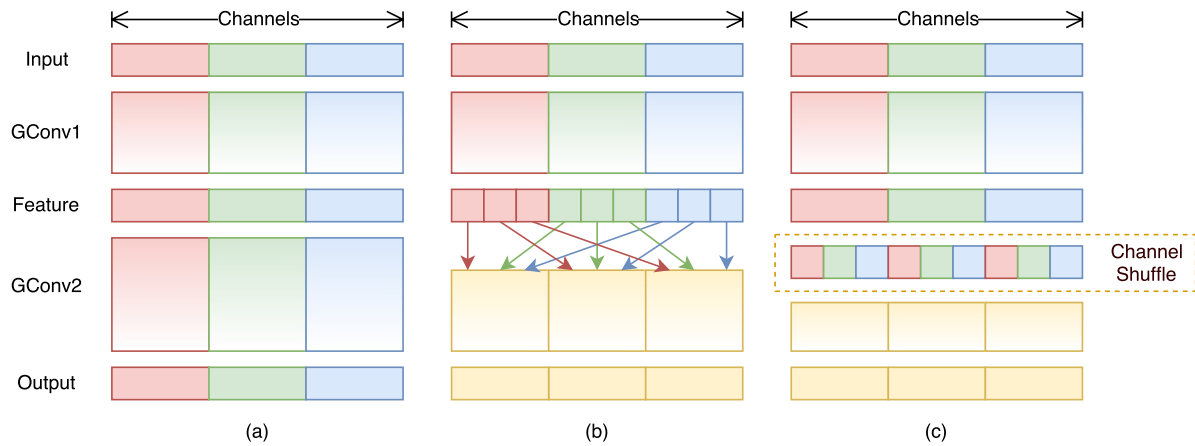 Channels
Channels
Channels
Input
GConv1
Feature
GConv2
Output
Channel
Shuffle
(a)
(b)
(c)